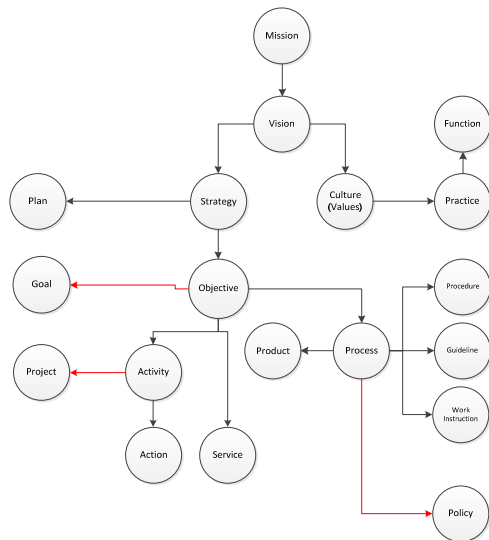 Mission
Vision
Function
Plan
Strategy
Culture
(Values)
Practice
Goal
Objective
Procedure
Product
Process
Guideline
Project
Activity
Work
Instruction
Action
Service
Policy